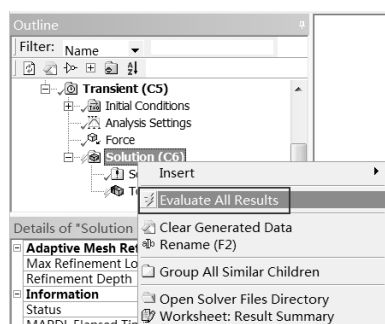 Outline
Filter: Name
Transient (C5)
Initial Conditions
Analysis Settings
Force
Solution (C6)
Insert
Evaluate All Results
Clear Generated Data
Rename (F2)
Group All Similar Children
Open Solver Files Directory
Worksheet: Result Summary
Details of "Solution
Adaptive Mesh
Max Refinement
Refinement Depth
Information
Status
MAPDL Elapsed